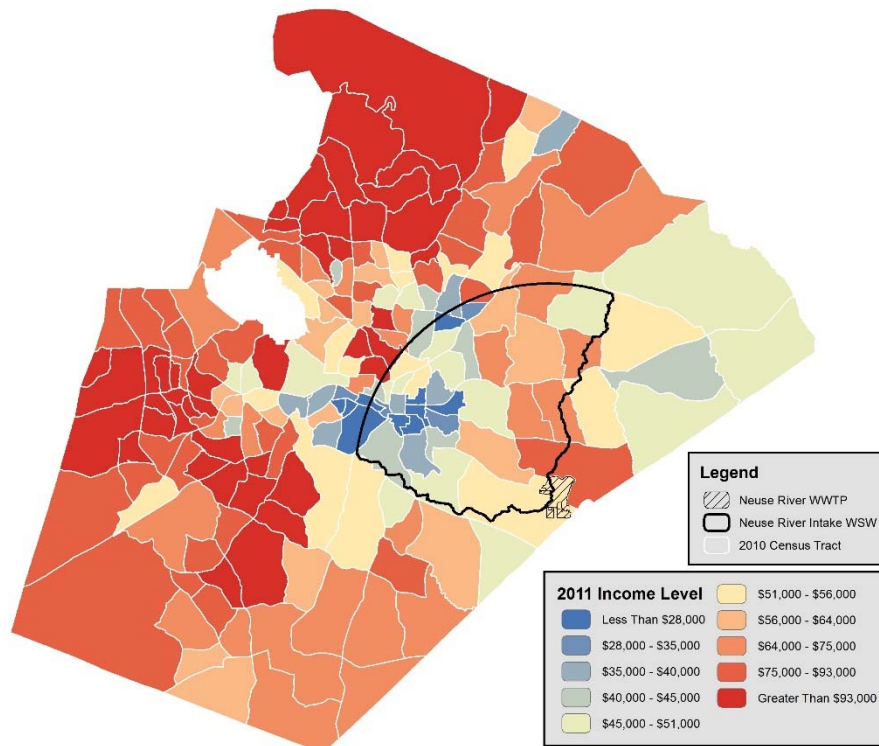 Legend
Neuse River WWTP
Neuse River Intake WSW
2010 Census Tract
2011 Income Level
Less Than $28,000
$28,000 - $35,000
$35,000 - $40,000
$40,000 - $45,000
$45,000 - $51,000
$51,000 - $56,000
$56,000 - $64,000
$64,000 - $75,000
$75,000 - $93,000
Greater Than $93,000